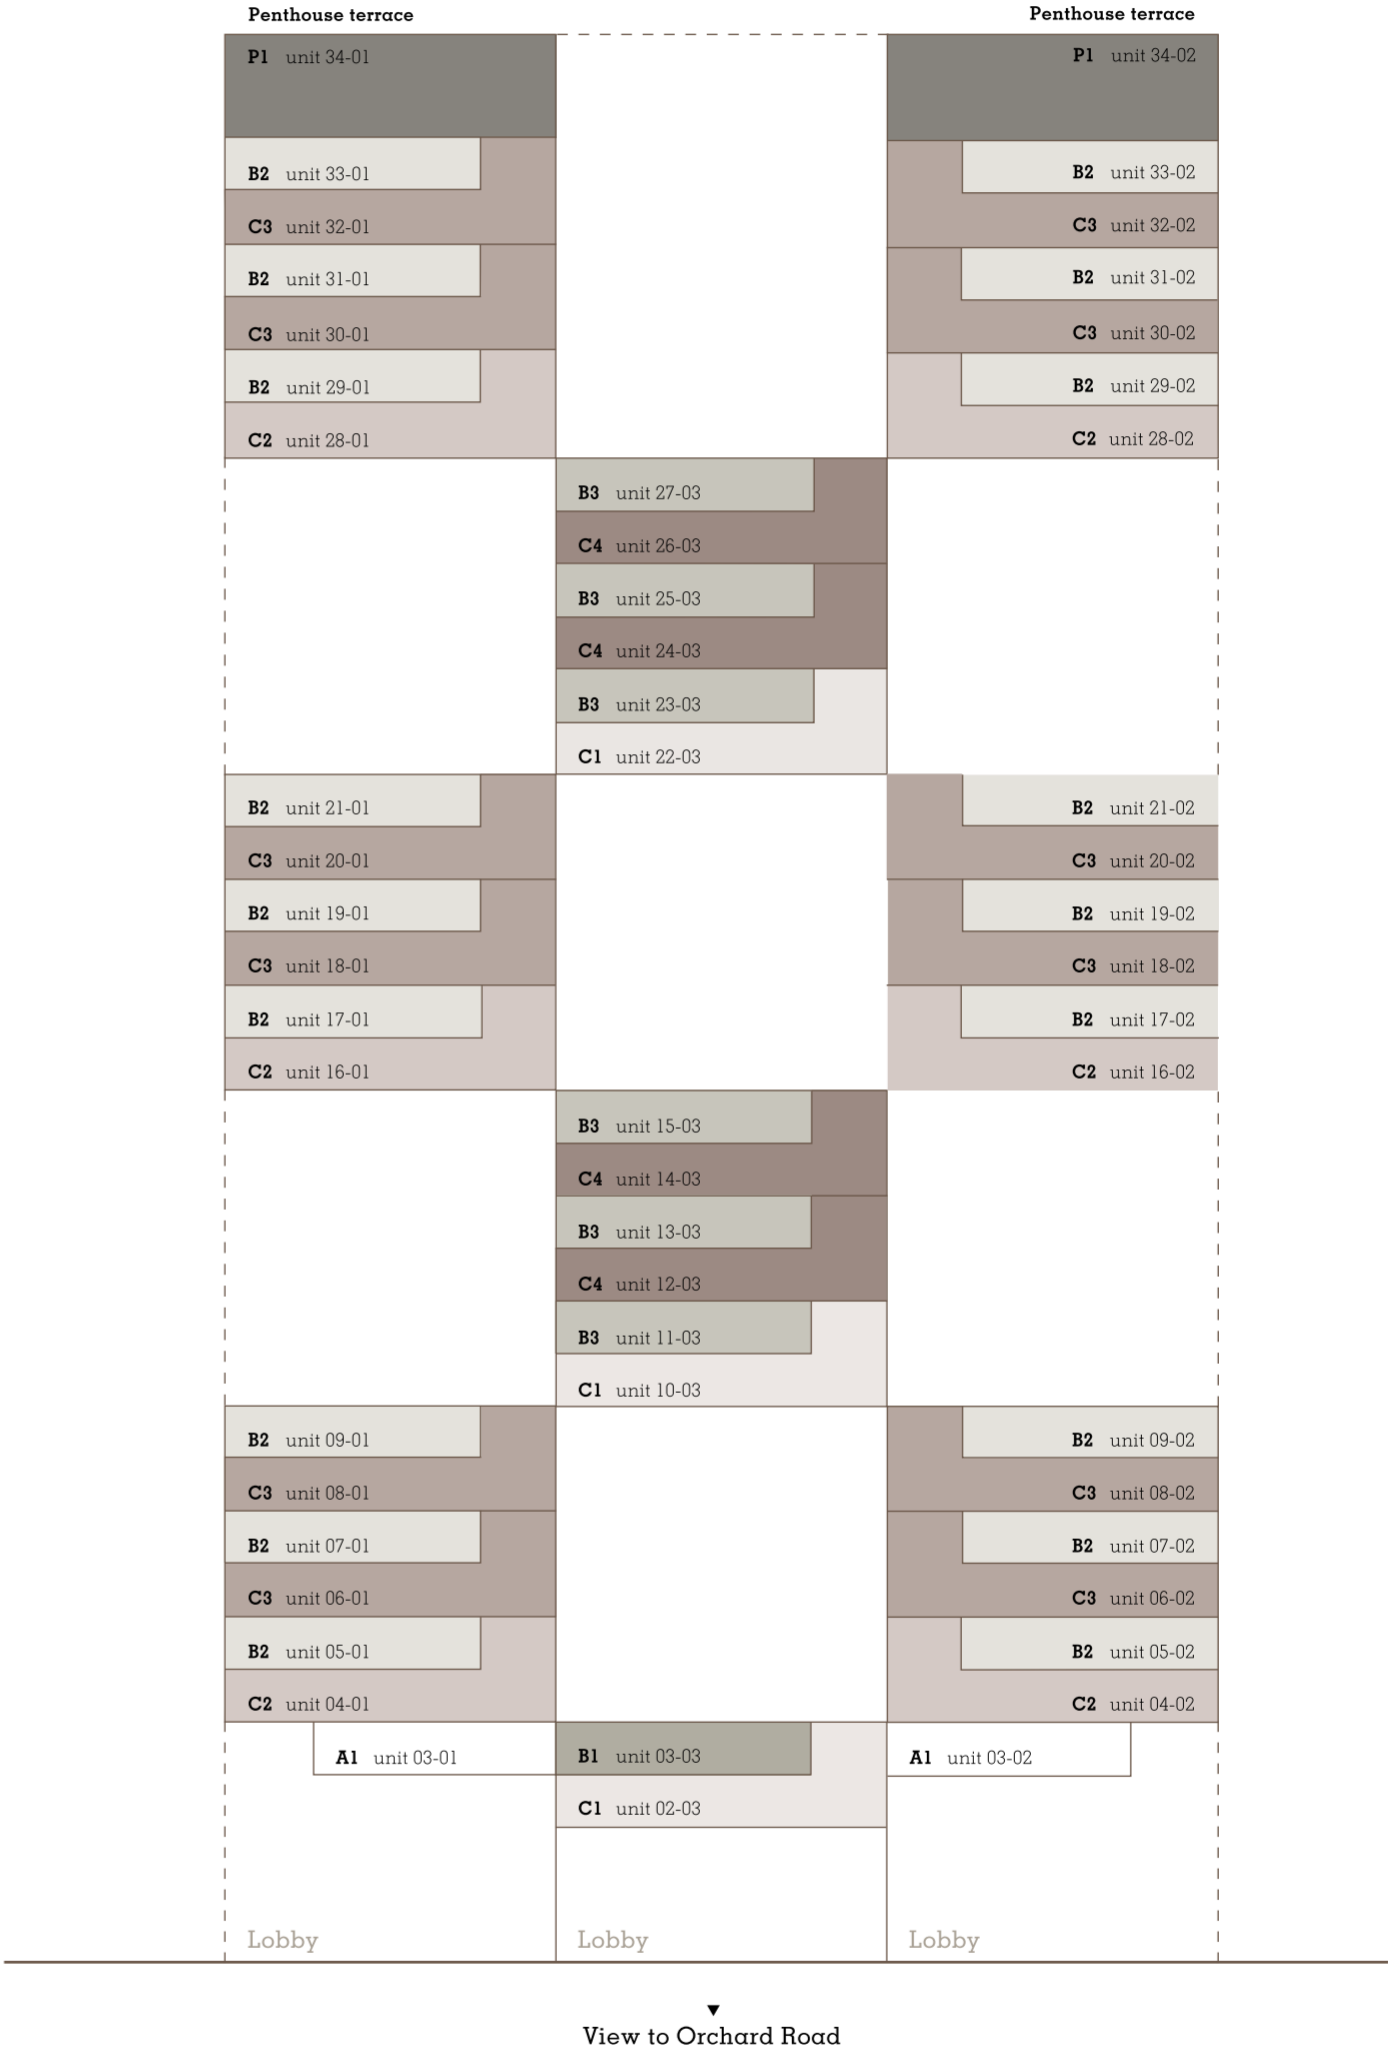 Penthouse terrace Penthouse terrace
P1 unit 34-01 P1 unit 34-02
B2 unit 33-01 B2 unit 33-02
C3 unit 32-01 C3 unit 32-02
B2 unit 31-01 B2 unit 31-02
C3 unit 30-01 C3 unit 30-02
B2 unit 29-01 B2 unit 29-02
C2 unit 28-01 C2 unit 28-02
B3 unit 27-03
C4 unit 26-03
B3 unit 25-03
C4 unit 24-03
B3 unit 23-03
C1 unit 22-03
B2 unit 21-01 B2 unit 21-02
C3 unit 20-01 C3 unit 20-02
B2 unit 19-01 B2 unit 19-02
C3 unit 18-01 C3 unit 18-02
B2 unit 17-01 B2 unit 17-02
C2 unit 16-01 C2 unit 16-02
B3 unit 15-03
C4 unit 14-03
B3 unit 13-03
C4 unit 12-03
B3 unit 11-03
C1 unit 10-03
B2 unit 09-01 B2 unit 09-02
C3 unit 08-01 C3 unit 08-02
B2 unit 07-01 B2 unit 07-02
C3 unit 06-01 C3 unit 06-02
B2 unit 05-01 B2 unit 05-02
C2 unit 04-01 C2 unit 04-02
A1 unit 03-01 B1 unit 03-03 A1 unit 03-02
C1 unit 02-03
Lobby Lobby Lobby
View to Orchard Road